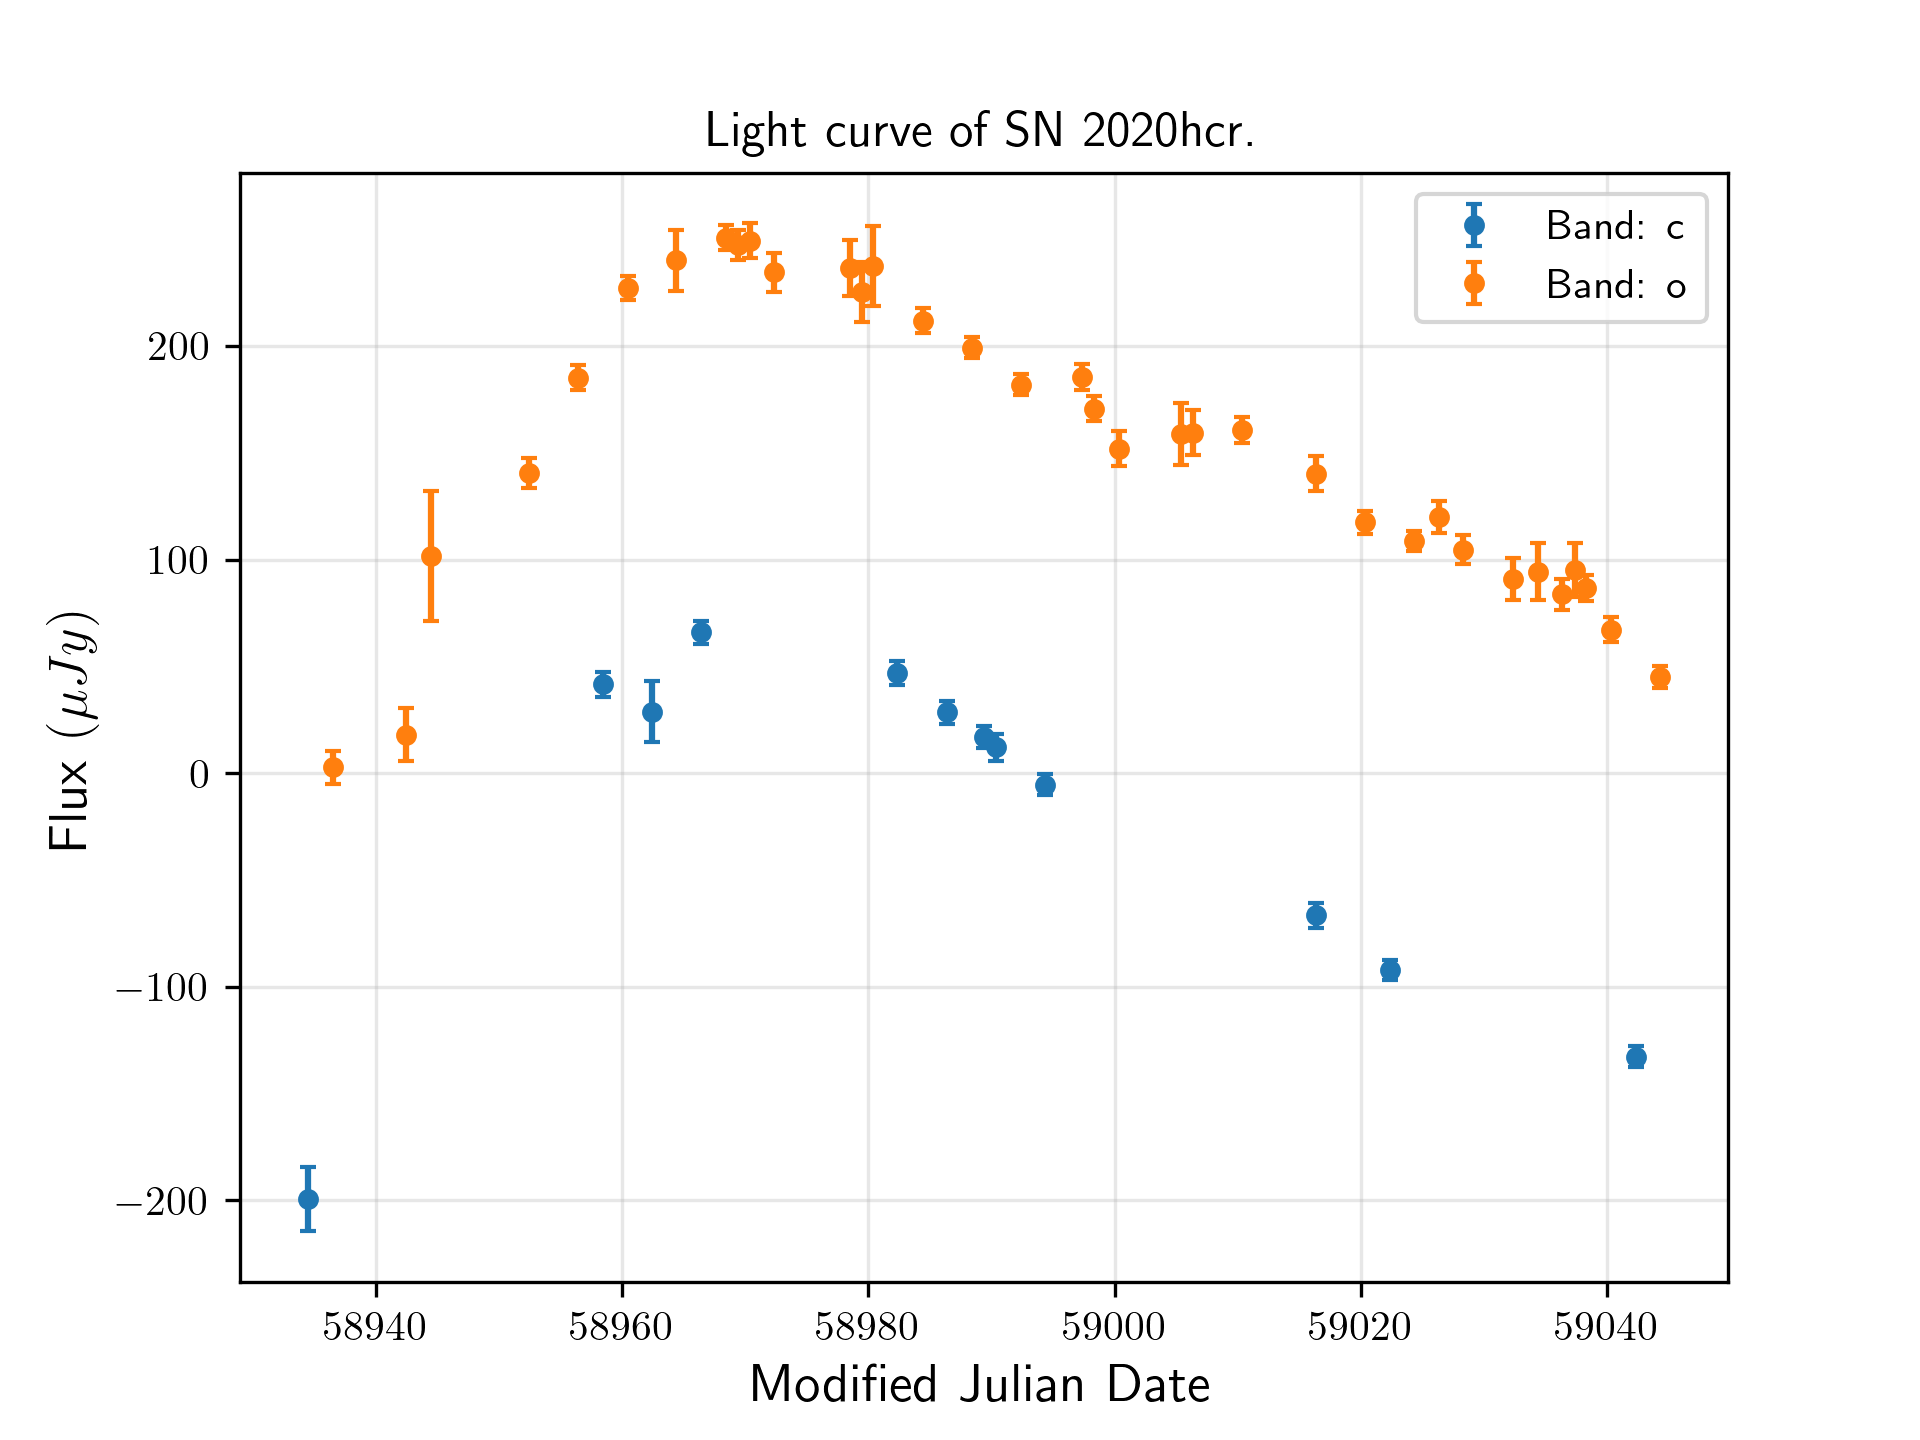 Light curve of SN 2020hcr.
Band: c
Band: o
Flux (μJy)
200
100
0
−100
−200
58940 58960 58980 59000 59020 59040
Modified Julian Date